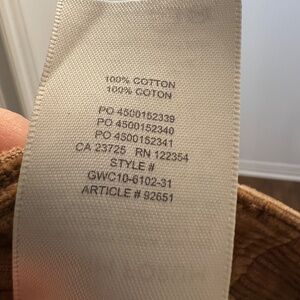 100% COTTON
100% COTON
PO 4500152339
PO 4500152340
PO 4500152341
CA 23725 RN 122354
STYLE #
GWC10-6102-31
ARTICLE # 92651